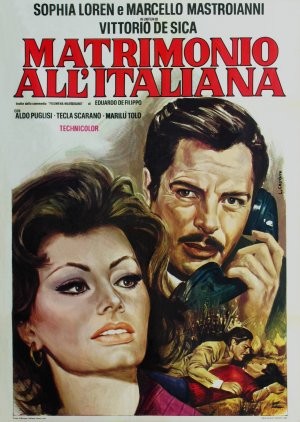 SOPHIA LOREN e MARCELLO MASTROIANNI
VITTORIO DE SICA
MATRIMONIO
ALL'ITALIANA
EDUARDO DE FILIPPO
ALDO PUGLISI · TECLA SCARANO · MARILÙ TOLO
TECHNICOLOR